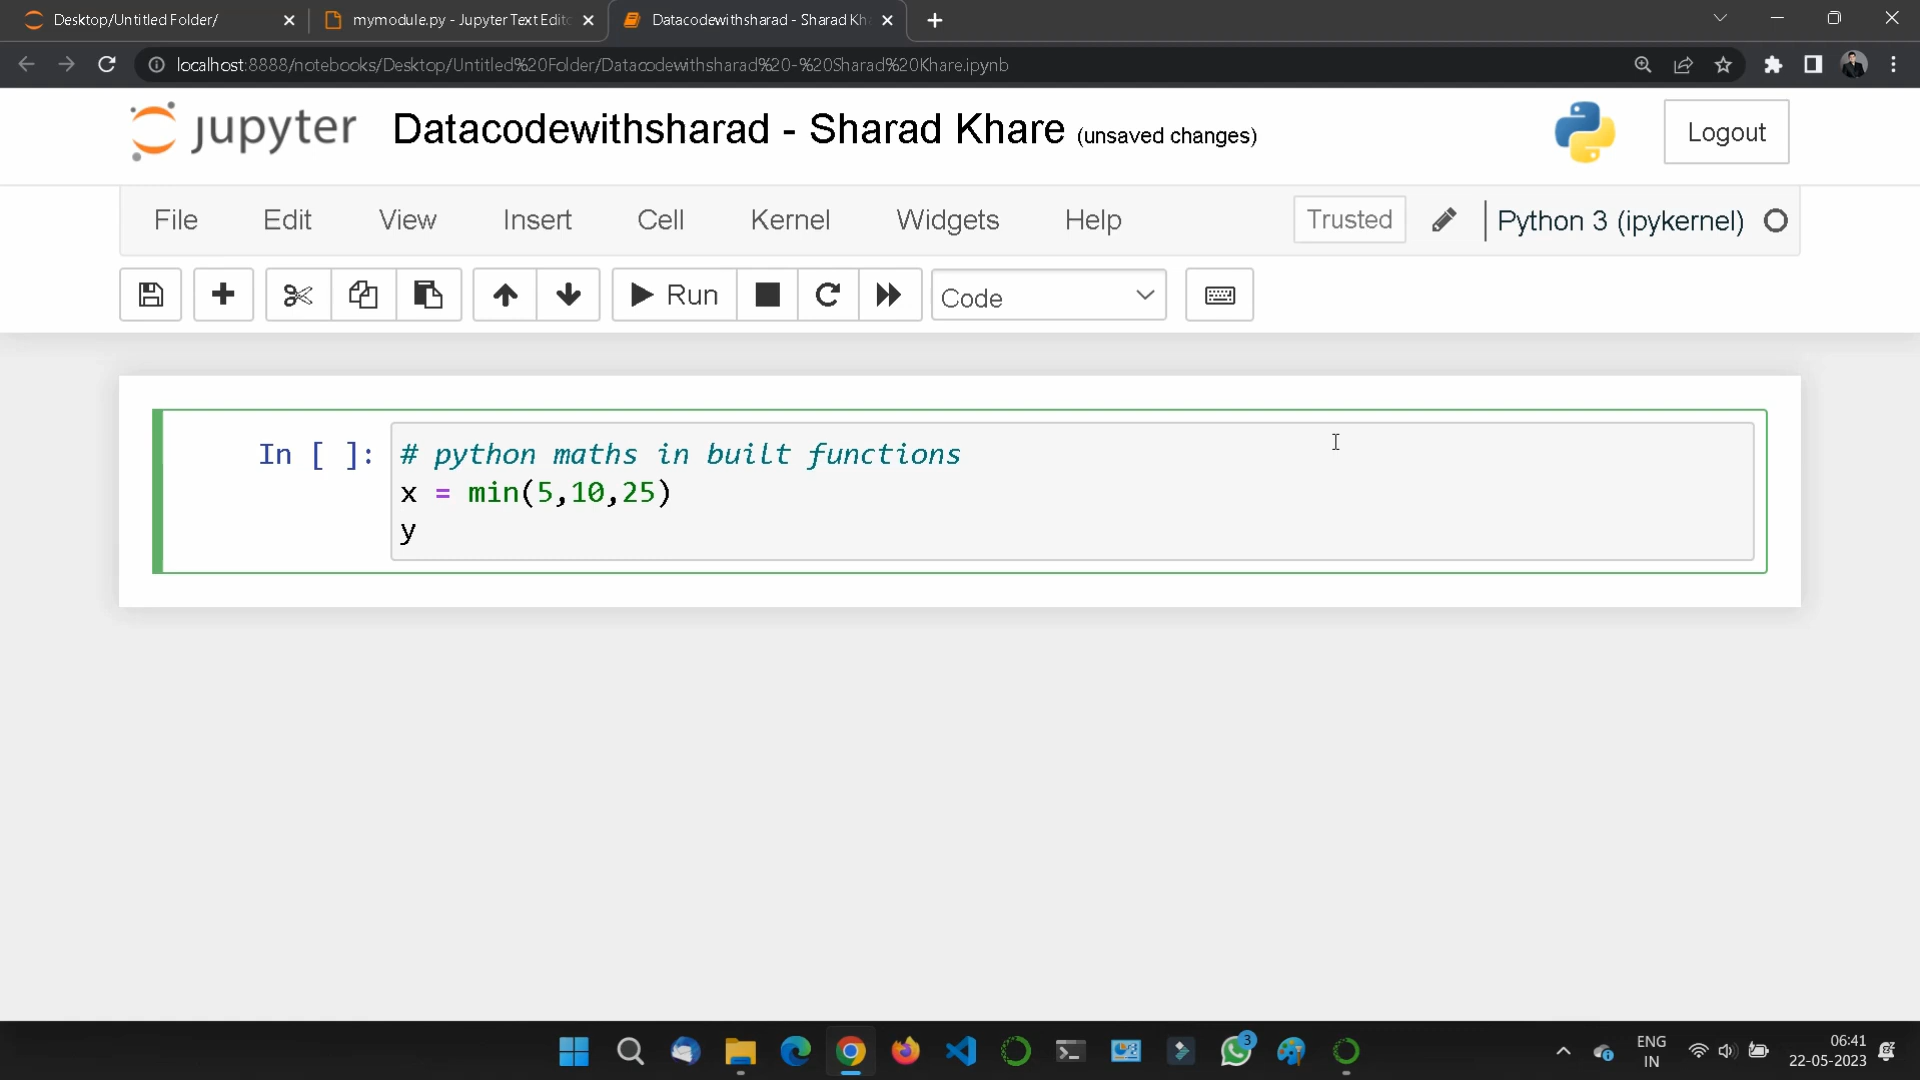 Desktop/Untitled Folder/
mymodule.py - Jupyter Text Edito
Datacodewithsharad - Sharad Kha
localhost:8888/notebooks/Desktop/Untitled%20Folder/Datacodewithsharad%20-%20Sharad%20Khare.ipynb
jupyter Datacodewithsharad - Sharad Khare (unsaved changes)
Logout
File Edit View Insert Cell Kernel Widgets Help Trusted Python 3 (ipykernel)
Run Code
In [ ]: # python maths in built functions
x = min(5,10,25)
y
3
ENG
IN
06:41
22-05-2023